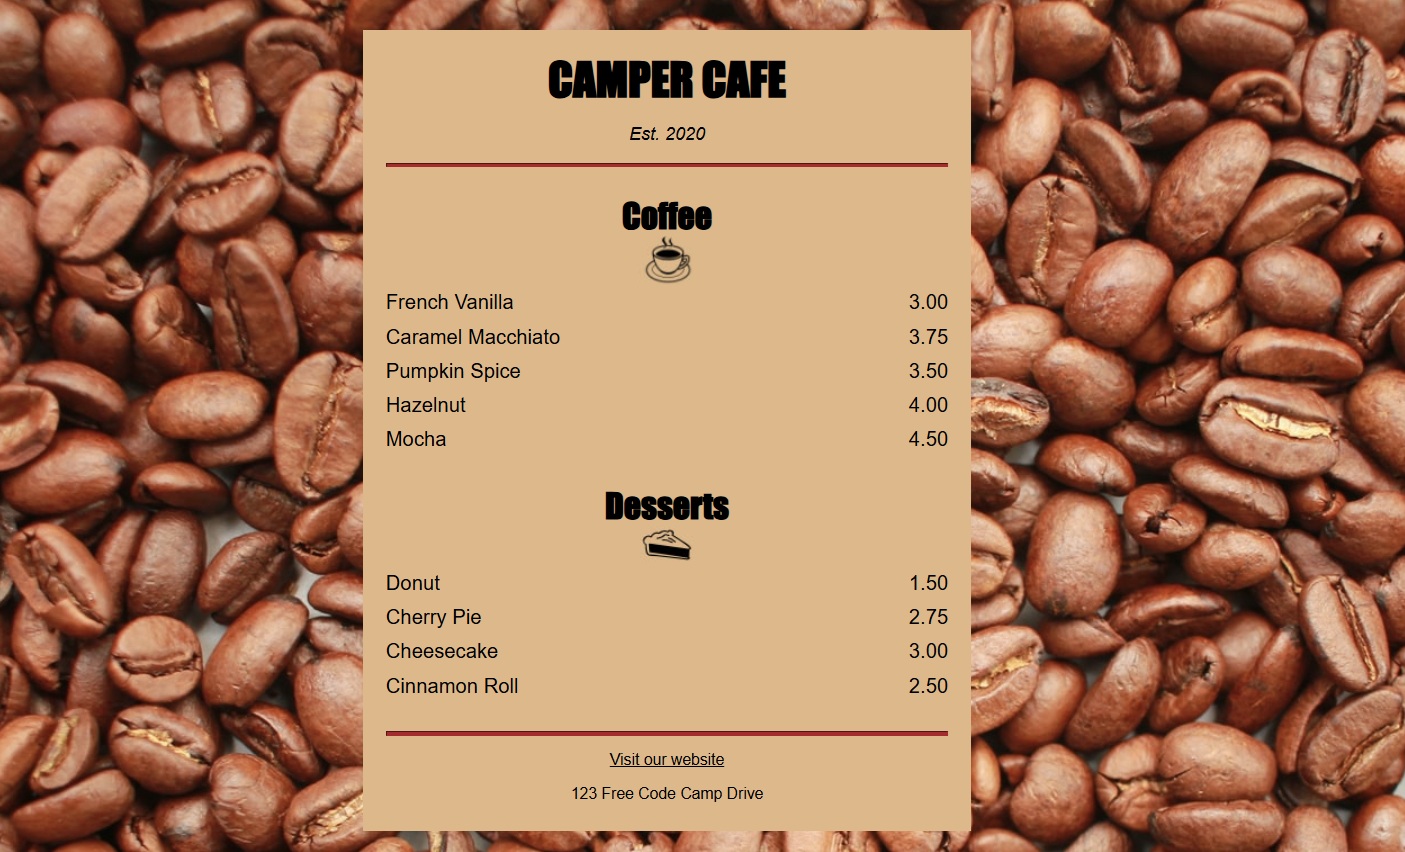 CAMPER CAFE
Est. 2020
Coffee
French Vanilla 3.00
Caramel Macchiato 3.75
Pumpkin Spice 3.50
Hazelnut 4.00
Mocha 4.50
Desserts
Donut 1.50
Cherry Pie 2.75
Cheesecake 3.00
Cinnamon Roll 2.50
Visit our website
123 Free Code Camp Drive